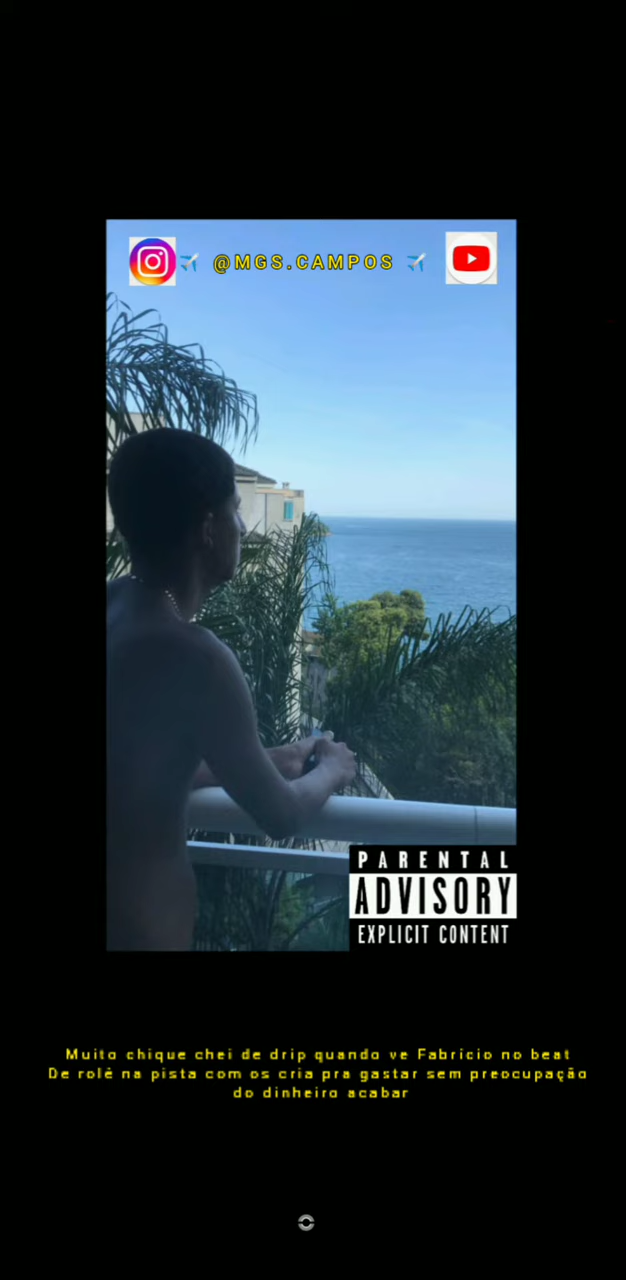 @MGS.CAMPOS
PARENTAL
ADVISORY
EXPLICIT CONTENT
Muito chique chei de drip quando ve Fabrício no beat
De rolê na pista com os cria pra gastar sem preocupação
do dinheiro acabar